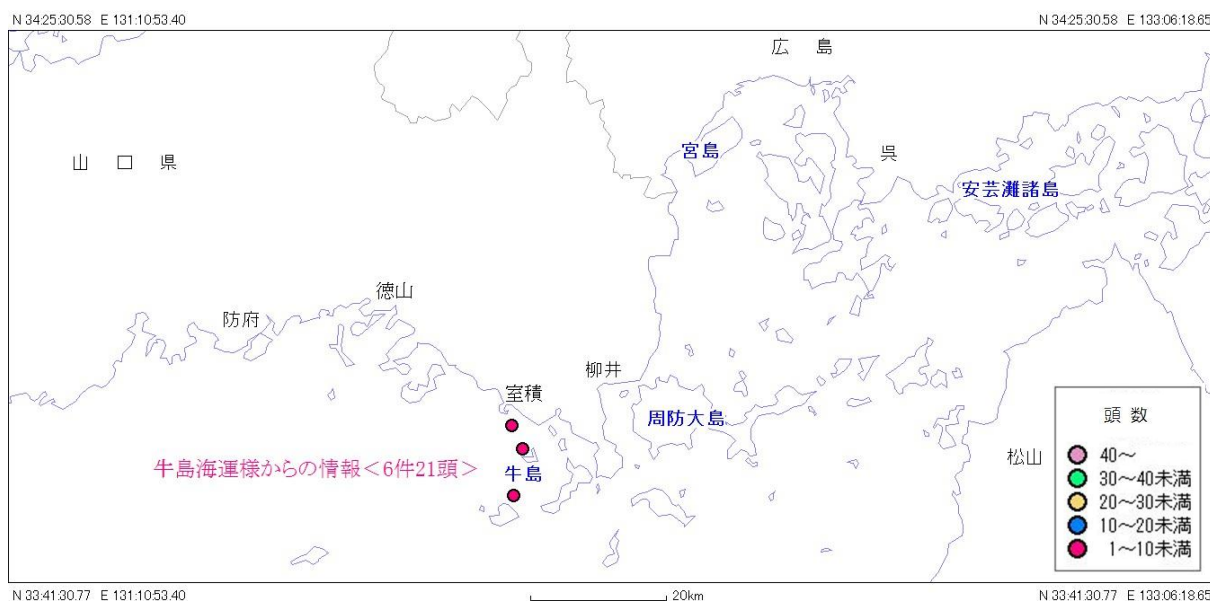 N 34:25:30.58 E 131:10:53.40
N 34:25:30.58 E 133:06:18.65
広 島
宮島
呉
山 口 県
安芸灘諸島
徳山
防府
柳井
室積
周防大島
牛島海運様からの情報<6件21頭>
牛島
松山
頭 数
40~
30~40未満
20~30未満
10~20未満
1~10未満
N 33:41:30.77 E 131:10:53.40
20km
N 33:41:30.77 E 133:06:18.65